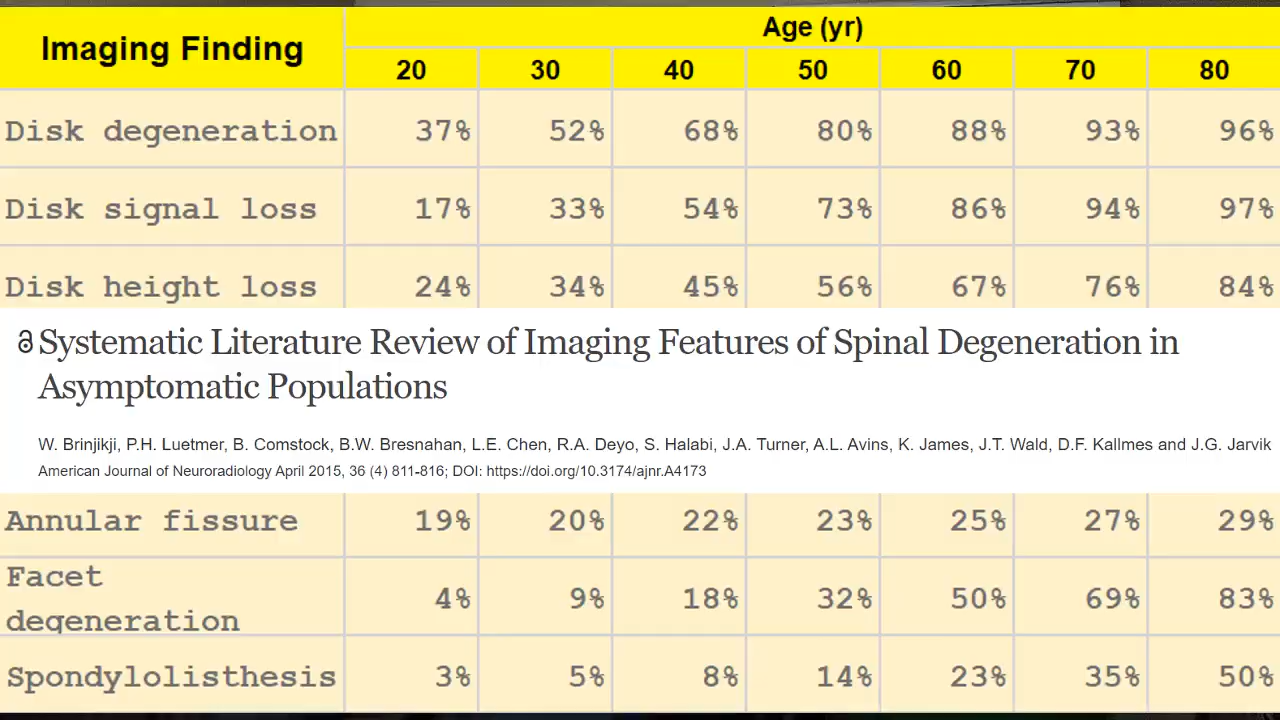 Imaging Finding Age (yr)
20 30 40 50 60 70 80
Disk degeneration 37% 52% 68% 80% 88% 93% 96%
Disk signal loss 17% 33% 54% 73% 86% 94% 97%
Disk height loss 24% 34% 45% 56% 67% 76% 84%
Systematic Literature Review of Imaging Features of Spinal Degeneration in
Asymptomatic Populations
W. Brinjikji, P.H. Luetmer, B. Comstock, B.W. Bresnahan, L.E. Chen, R.A. Deyo, S. Halabi, J.A. Turner, A.L. Avins, K. James, J.T. Wald, D.F. Kallmes and J.G. Jarvik
American Journal of Neuroradiology April 2015, 36 (4) 811-816; DOI: https://doi.org/10.3174/ajnr.A4173
Annular fissure 19% 20% 22% 23% 25% 27% 29%
Facet
degeneration 4% 9% 18% 32% 50% 69% 83%
Spondylolisthesis 3% 5% 8% 14% 23% 35% 50%